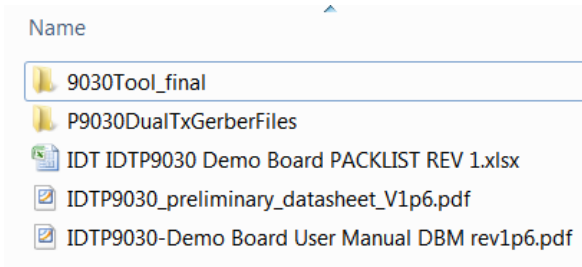 Name
9030Tool_final
P9030DualTxGerberFiles
IDT IDTP9030 Demo Board PACKLIST REV 1.xlsx
IDTP9030_preliminary_datasheet_V1p6.pdf
IDTP9030-Demo Board User Manual DBM rev1p6.pdf